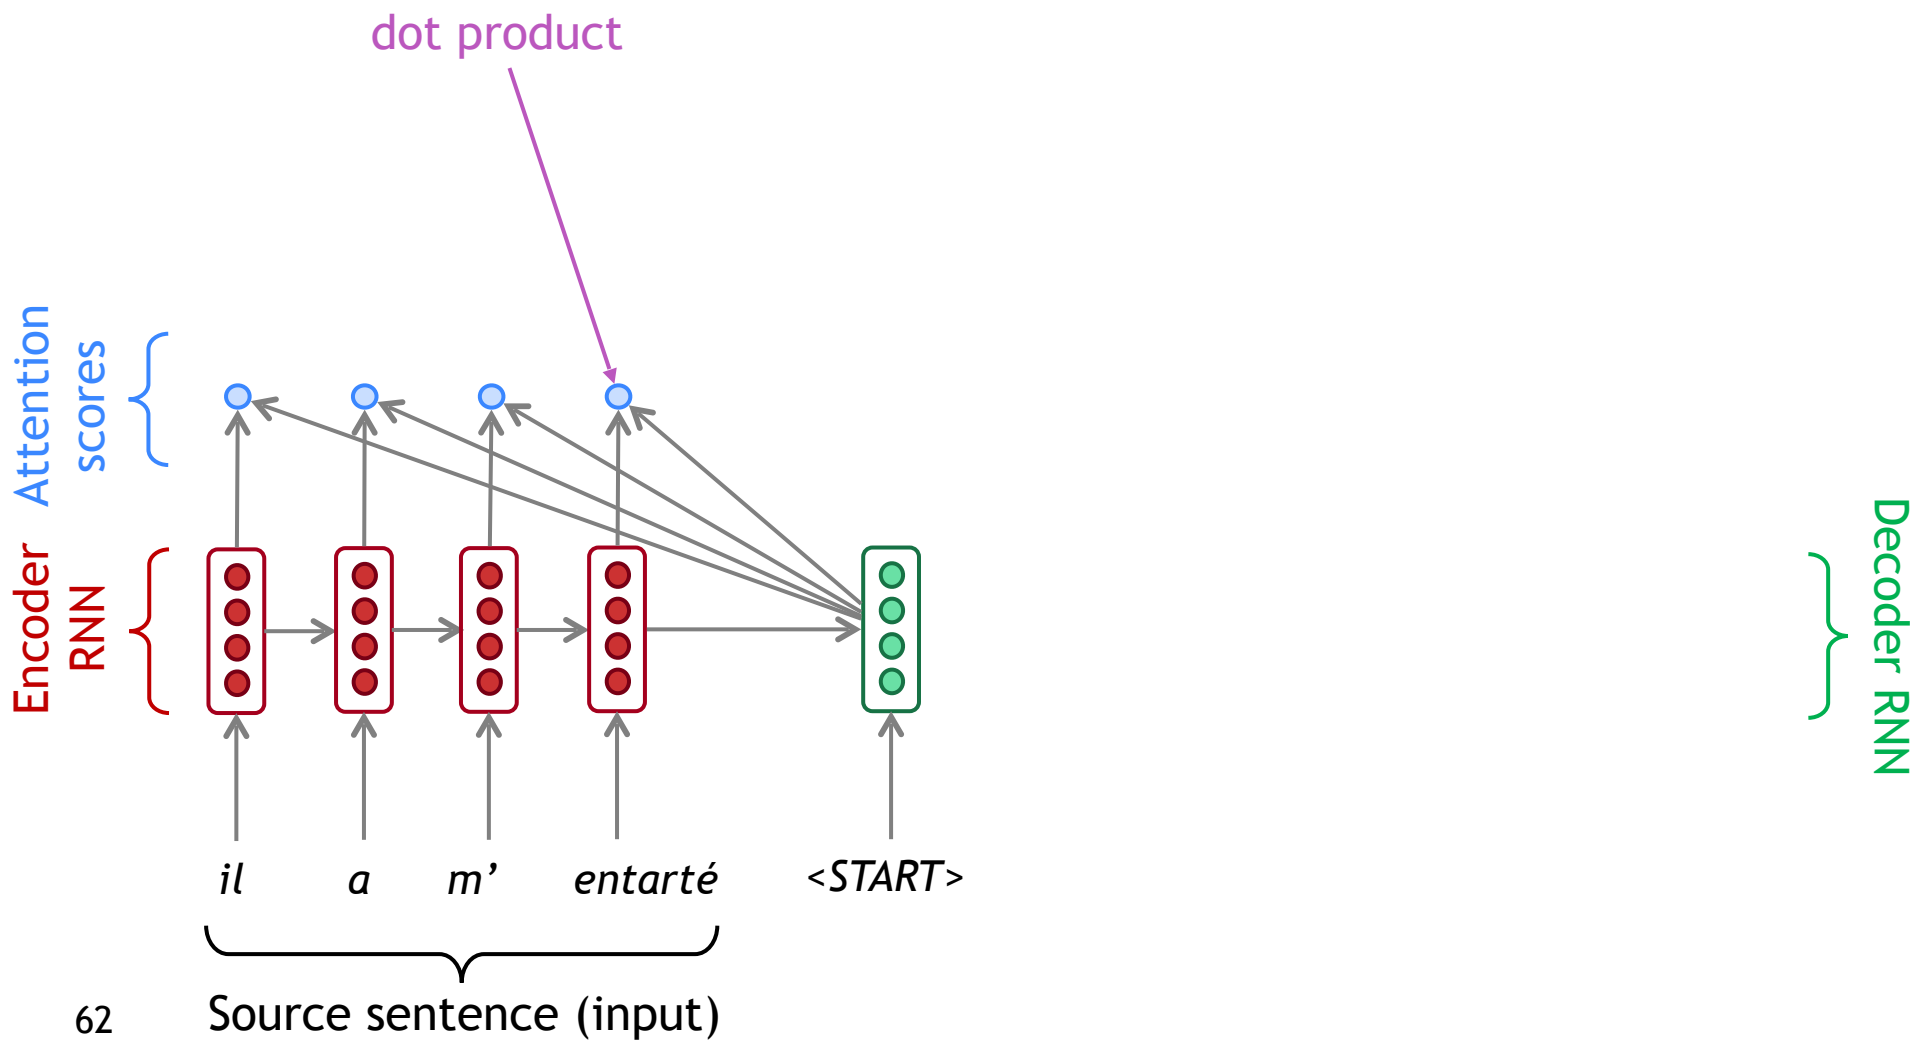 dot product
Attention
scores
Encoder
RNN
Decoder RNN
il a m’ entarté <START>
Source sentence (input)
62